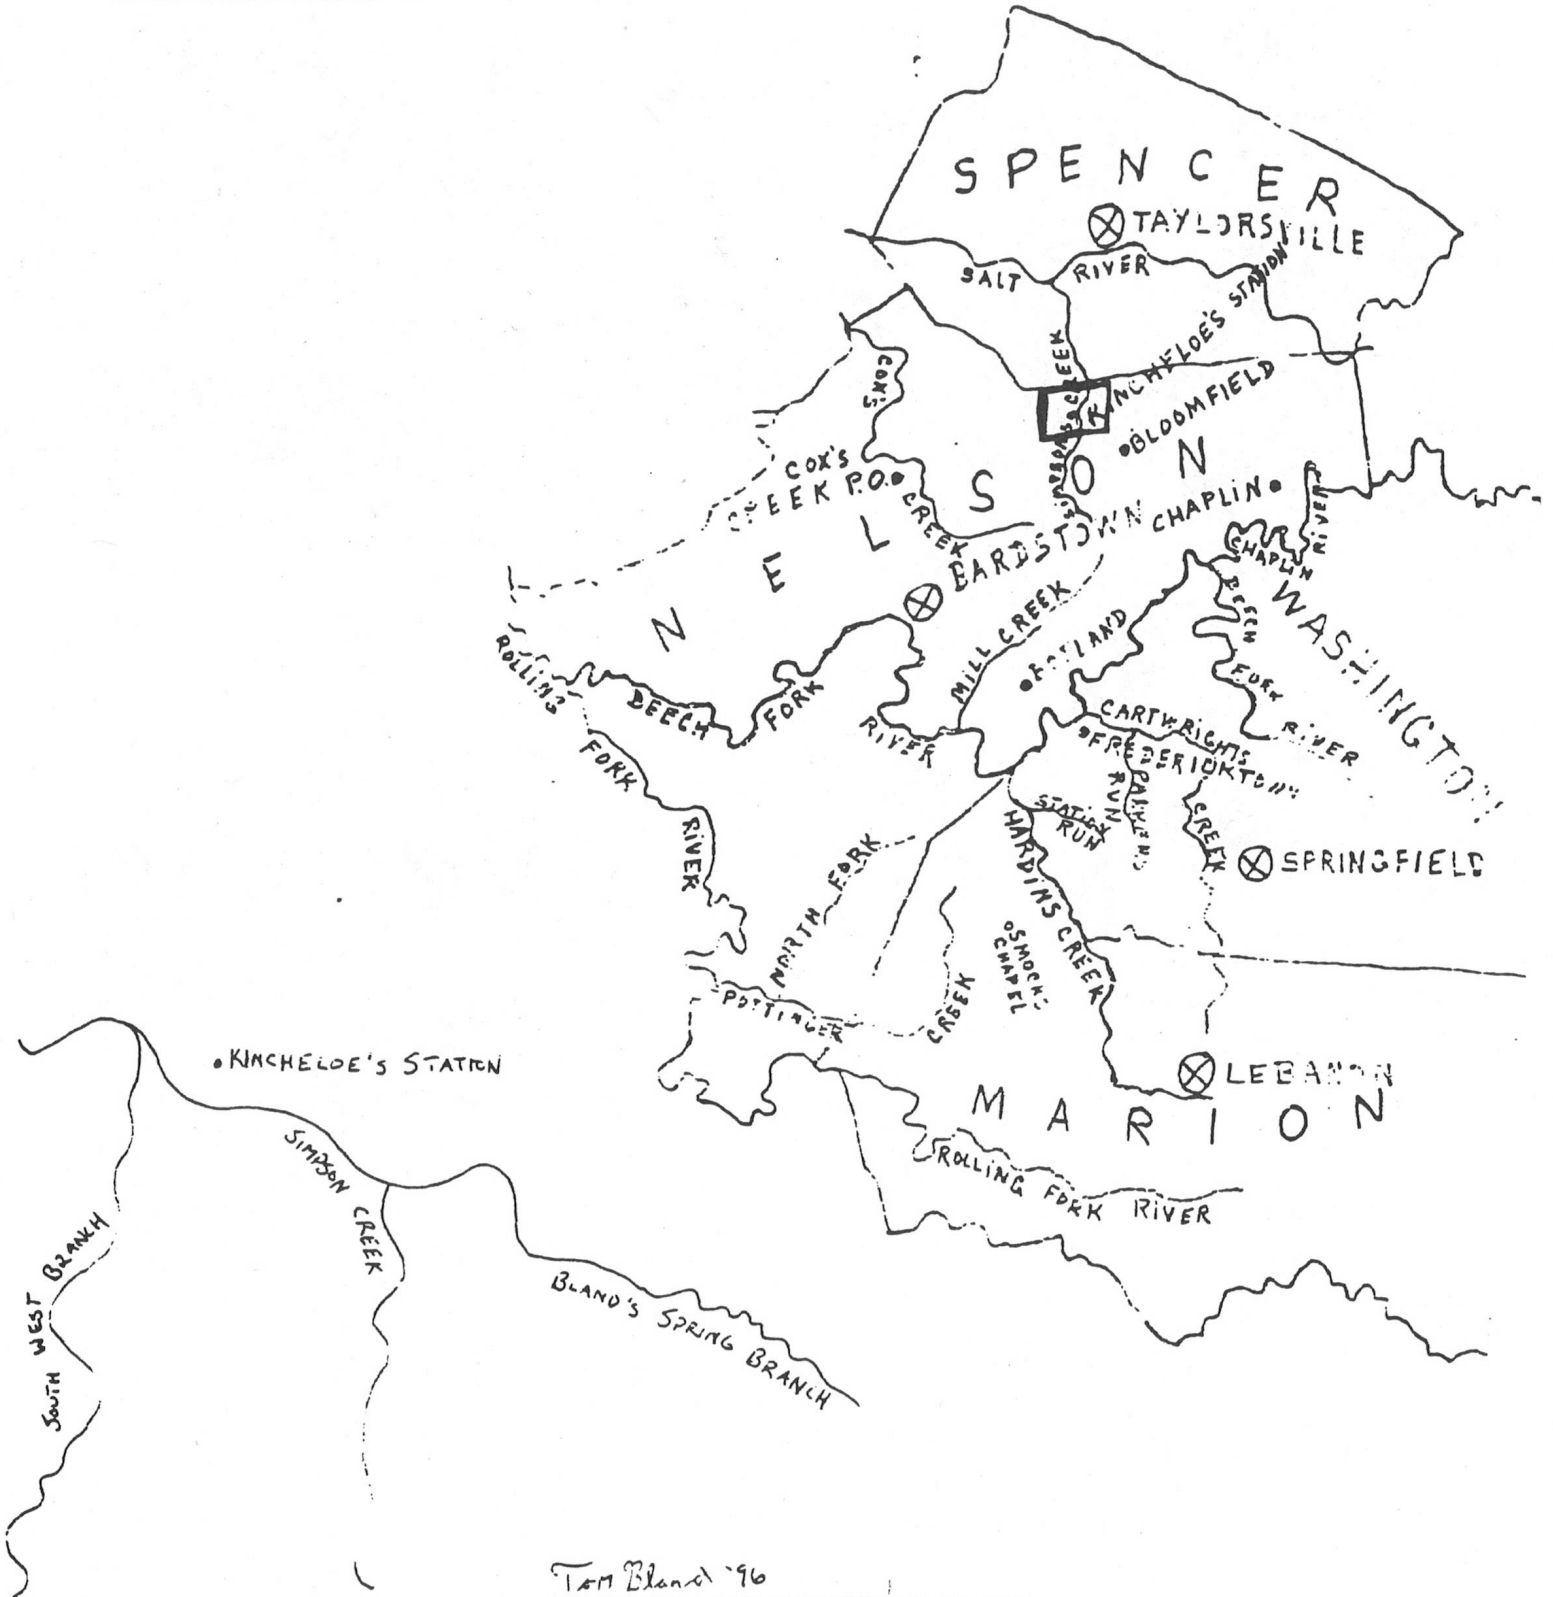 SPENCER
TAYLORSVILLE
SALT RIVER
KINCHELOE'S STATION
SIMPSON'S CREEK
COX'S
CREEK
BLOOMFIELD
COX'S
CREEK P.O.
NELSON
CHAPLIN
BARDSTOWN
CHAPLIN
RIVER
WASHINGTON
MILL CREEK
BEECH
FORK
RIVER
ROLLING
FORK
RIVER
BEECH
FORK
RIVER
CARTWRIGHTS
CREEK
FREDERICKTOWN
RUN
STATION
RUN
HARDINS CREEK
SPRINGFIELD
NORTH FORK
SMOCK'S
CHAPEL
POTTINGER
CREEK
LEBANON
MARION
ROLLING FORK RIVER
KINCHELOE'S STATION
SIMPSON
CREEK
SOUTH WEST BRANCH
BLAND'S SPRING BRANCH
Tom Bland '96